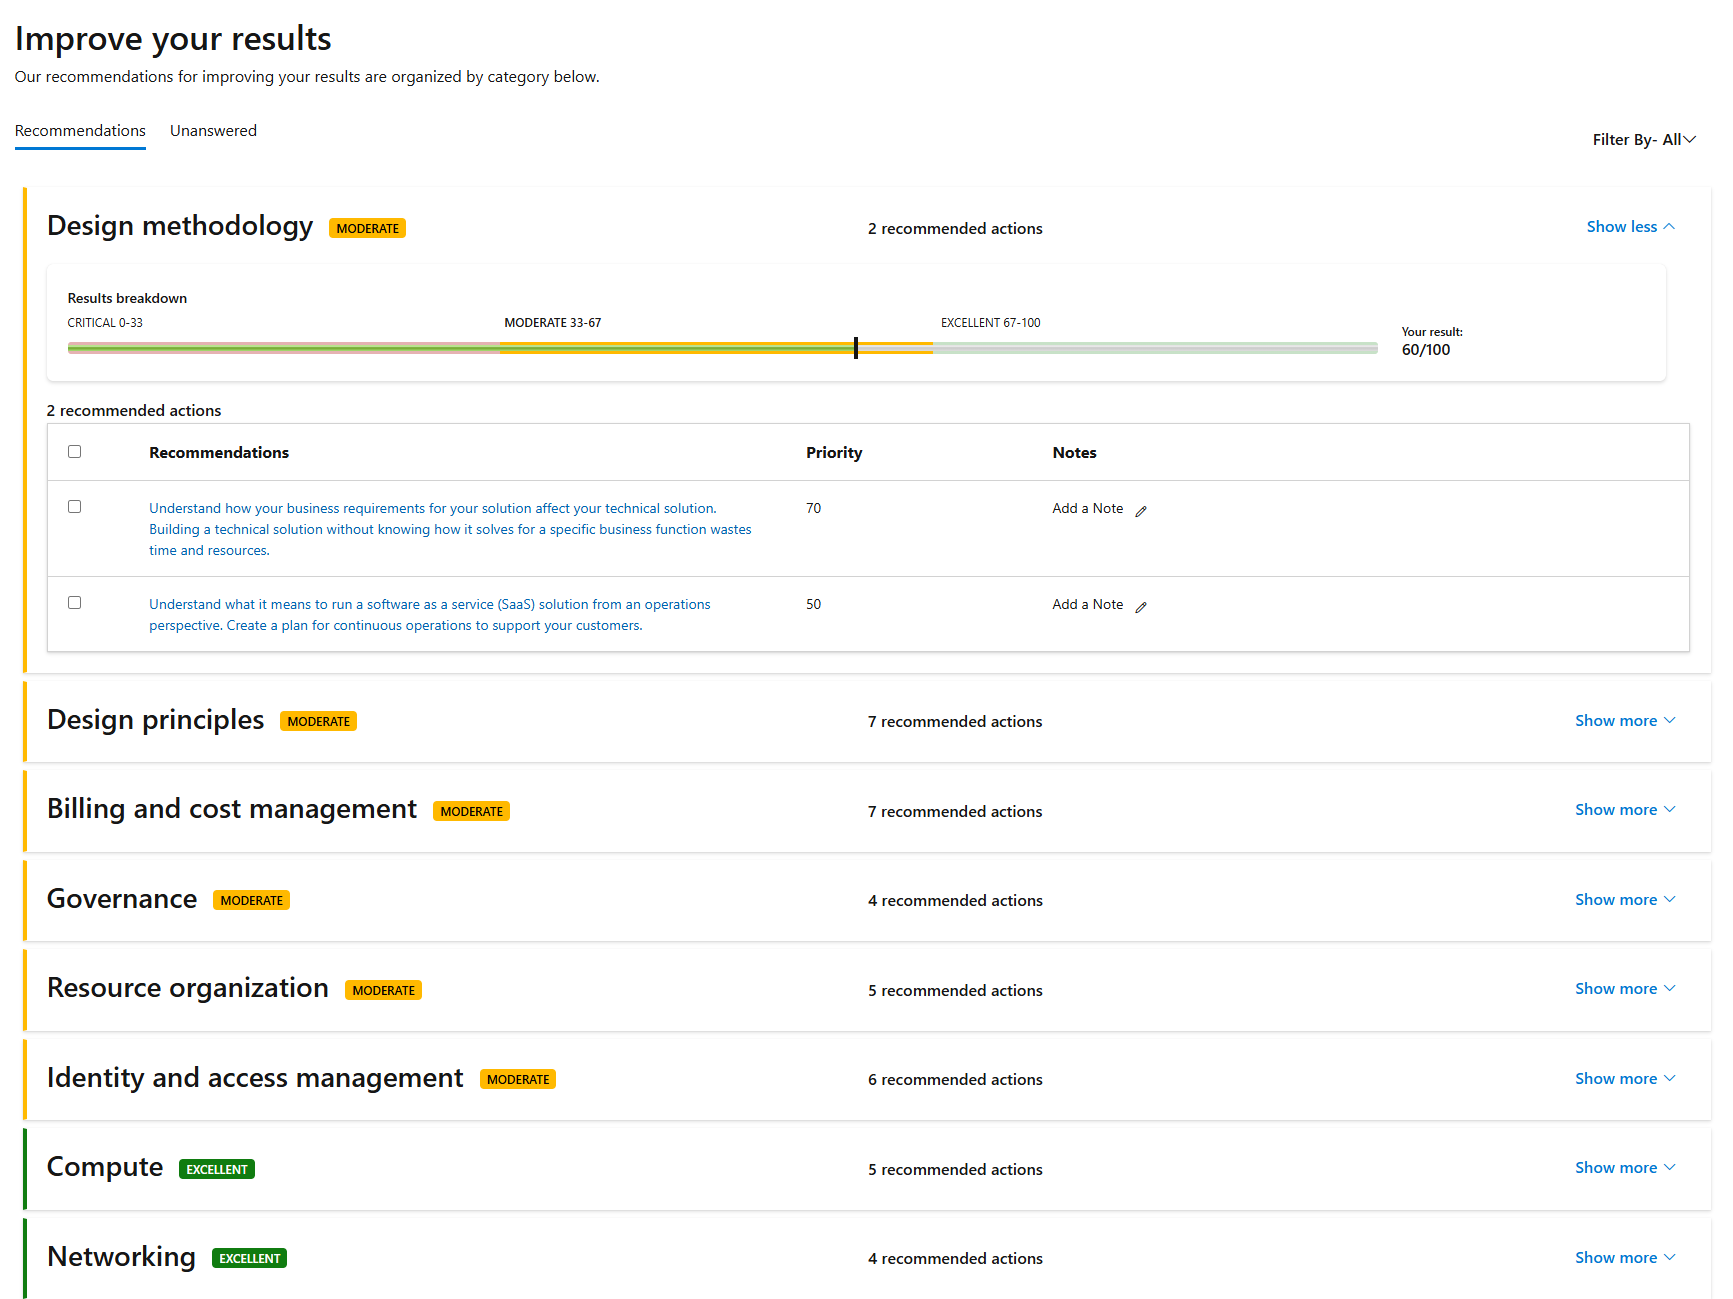 Improve your results
Our recommendations for improving your results are organized by category below.
Recommendations Unanswered
Filter By- All
Design methodology MODERATE 2 recommended actions Show less
Results breakdown
CRITICAL 0-33 MODERATE 33-67 EXCELLENT 67-100
Your result:
60/100
2 recommended actions
Recommendations Priority Notes
Understand how your business requirements for your solution affect your technical solution. 70 Add a Note
Building a technical solution without knowing how it solves for a specific business function wastes
time and resources.
Understand what it means to run a software as a service (SaaS) solution from an operations 50 Add a Note
perspective. Create a plan for continuous operations to support your customers.
Design principles MODERATE 7 recommended actions Show more
Billing and cost management MODERATE 7 recommended actions Show more
Governance MODERATE 4 recommended actions Show more
Resource organization MODERATE 5 recommended actions Show more
Identity and access management MODERATE 6 recommended actions Show more
Compute EXCELLENT 5 recommended actions Show more
Networking EXCELLENT 4 recommended actions Show more